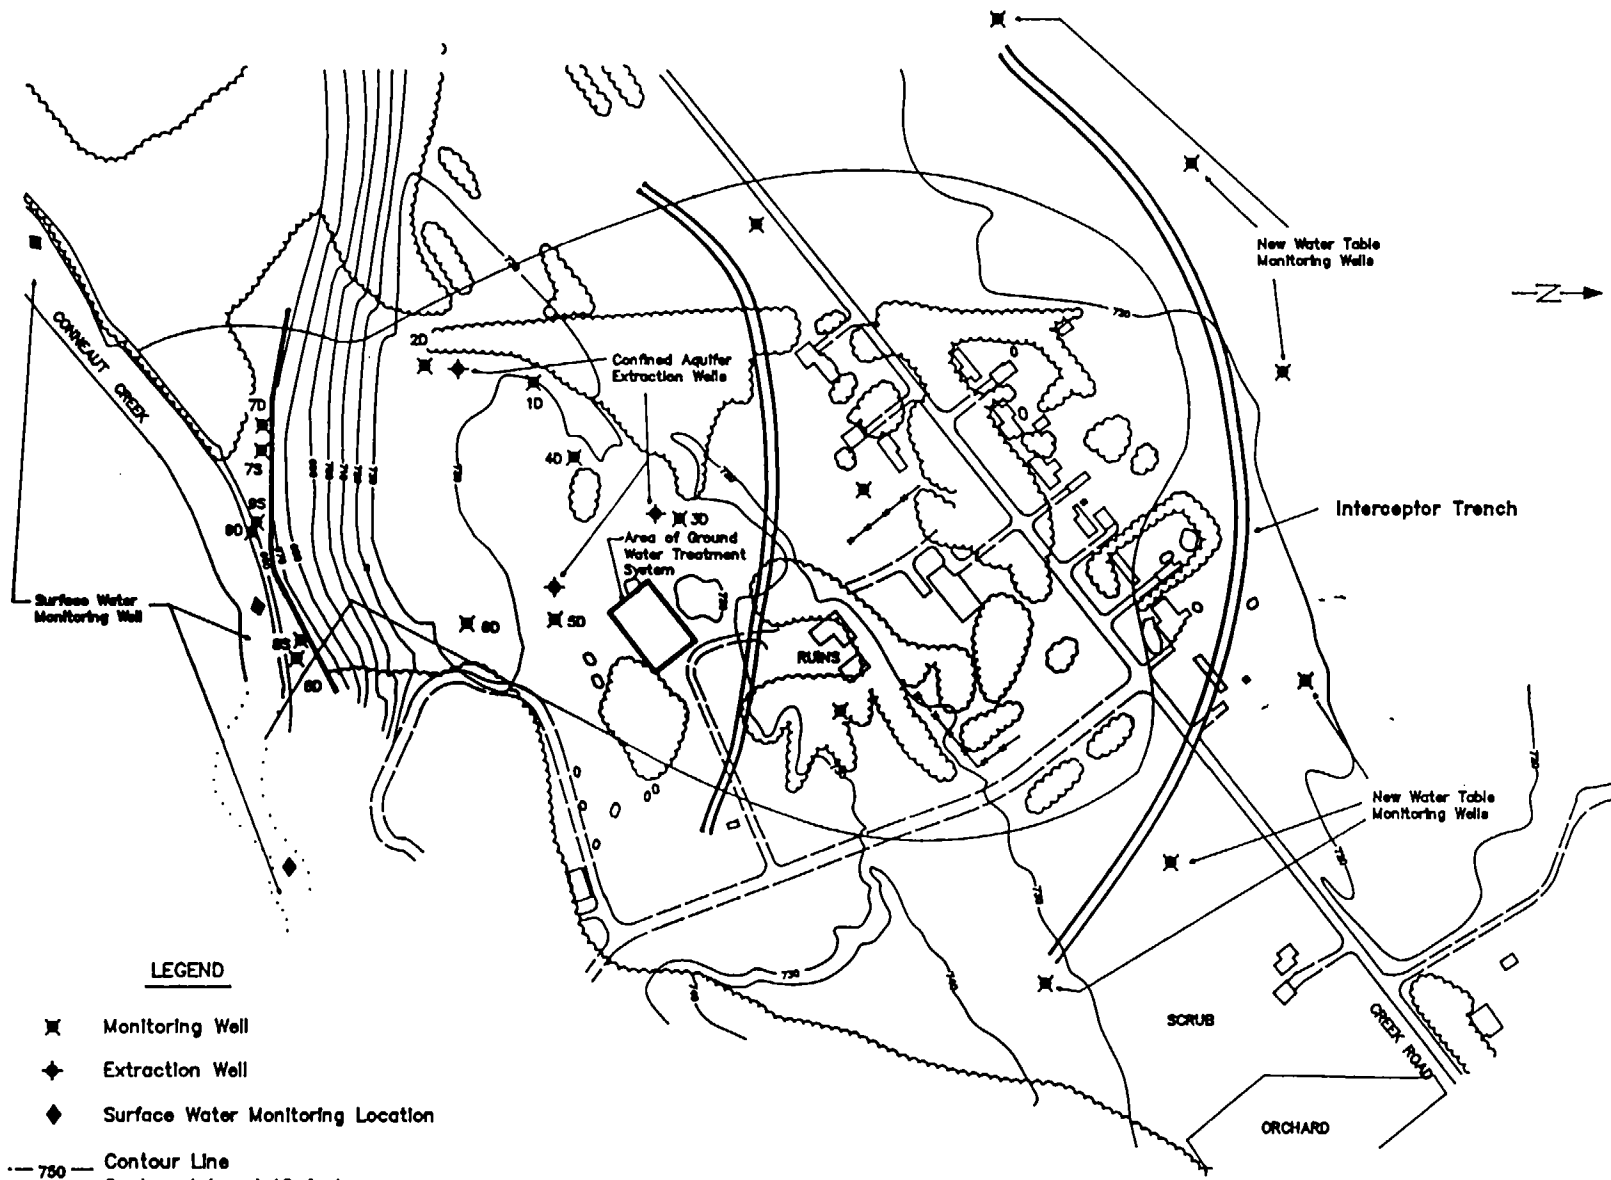 New Water Table
Monitoring Wells
Z
CONNEAUT CREEK
2D
Confined Aquifer
Extraction Wells
1D
7D
7S
4D
720
730
8D
3D
Area of Ground
Water Treatment
System
Interceptor Trench
Surface Water
Monitoring Well
5D
6D
RUINS
New Water Table
Monitoring Wells
730
730
740
SCRUB
CREEK ROAD
ORCHARD
LEGEND
Monitoring Well
Extraction Well
Surface Water Monitoring Location
750 Contour Line